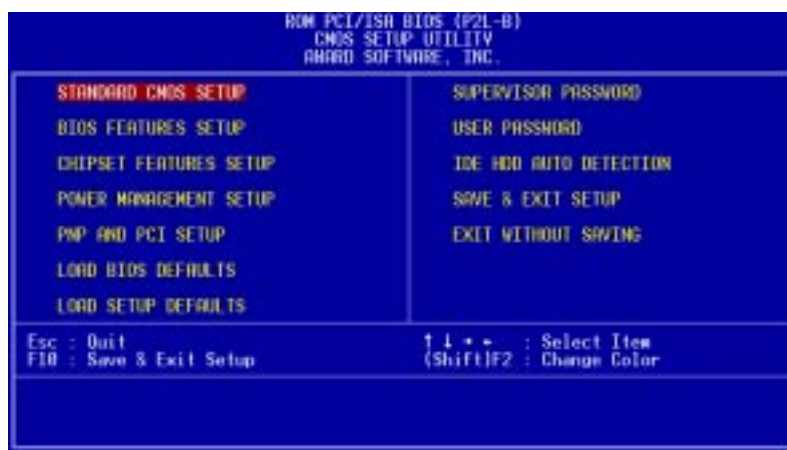 ROM PCI/ISA BIOS (P2L-B)
CMOS SETUP UTILITY
AWARD SOFTWARE, INC.
STANDARD CMOS SETUP
BIOS FEATURES SETUP
CHIPSET FEATURES SETUP
POWER MANAGEMENT SETUP
PNP AND PCI SETUP
LOAD BIOS DEFAULTS
LOAD SETUP DEFAULTS
SUPERVISOR PASSWORD
USER PASSWORD
IDE HDD AUTO DETECTION
SAVE & EXIT SETUP
EXIT WITHOUT SAVING
Esc : Quit
F10 : Save & Exit Setup
↑ ↓ → ← : Select Item
(Shift)F2 : Change Color